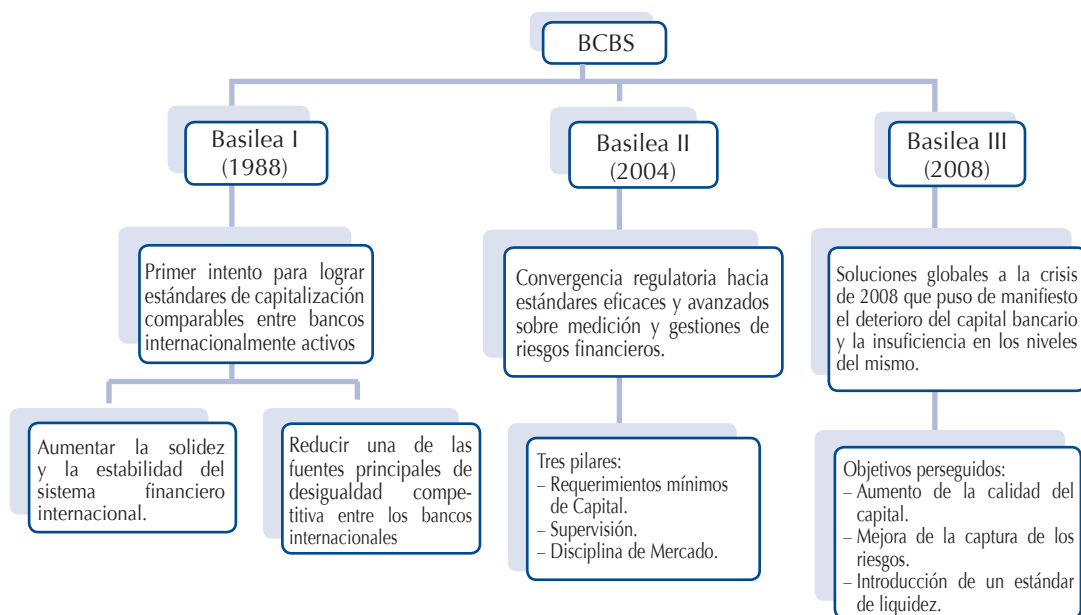 BCBS
Basilea I
(1988)
Basilea II
(2004)
Basilea III
(2008)
Primer intento para lograr
estándares de capitalización
comparables entre bancos
internacionalmente activos
Convergencia regulatoria hacia
estándares eficaces y avanzados
sobre medición y gestiones de
riesgos financieros.
Soluciones globales a la crisis
de 2008 que puso de manifiesto
el deterioro del capital bancario
y la insuficiencia en los niveles
del mismo.
Aumentar la solidez
y la estabilidad del
sistema financiero
internacional.
Reducir una de las
fuentes principales de
desigualdad compe-
titiva entre los bancos
internacionales
Tres pilares:
– Requerimientos mínimos
de Capital.
– Supervisión.
– Disciplina de Mercado.
Objetivos perseguidos:
– Aumento de la calidad del
capital.
– Mejora de la captura de los
riesgos.
– Introducción de un estándar
de liquidez.